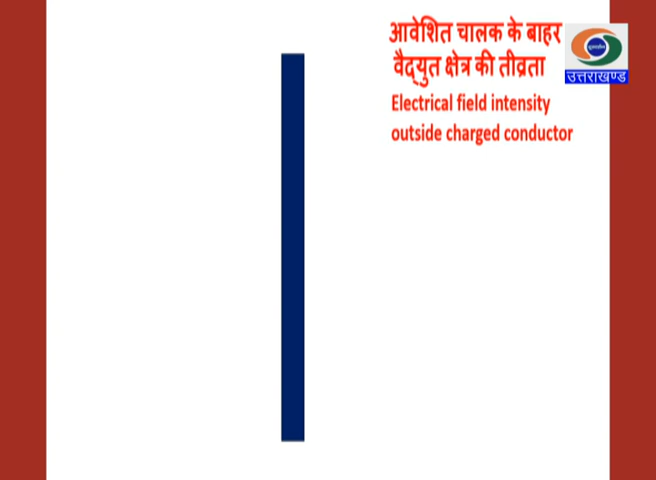 आवेशित चालक के बाहर
वैद्युत क्षेत्र की तीव्रता
Electrical field intensity
outside charged conductor
उत्तराखण्ड